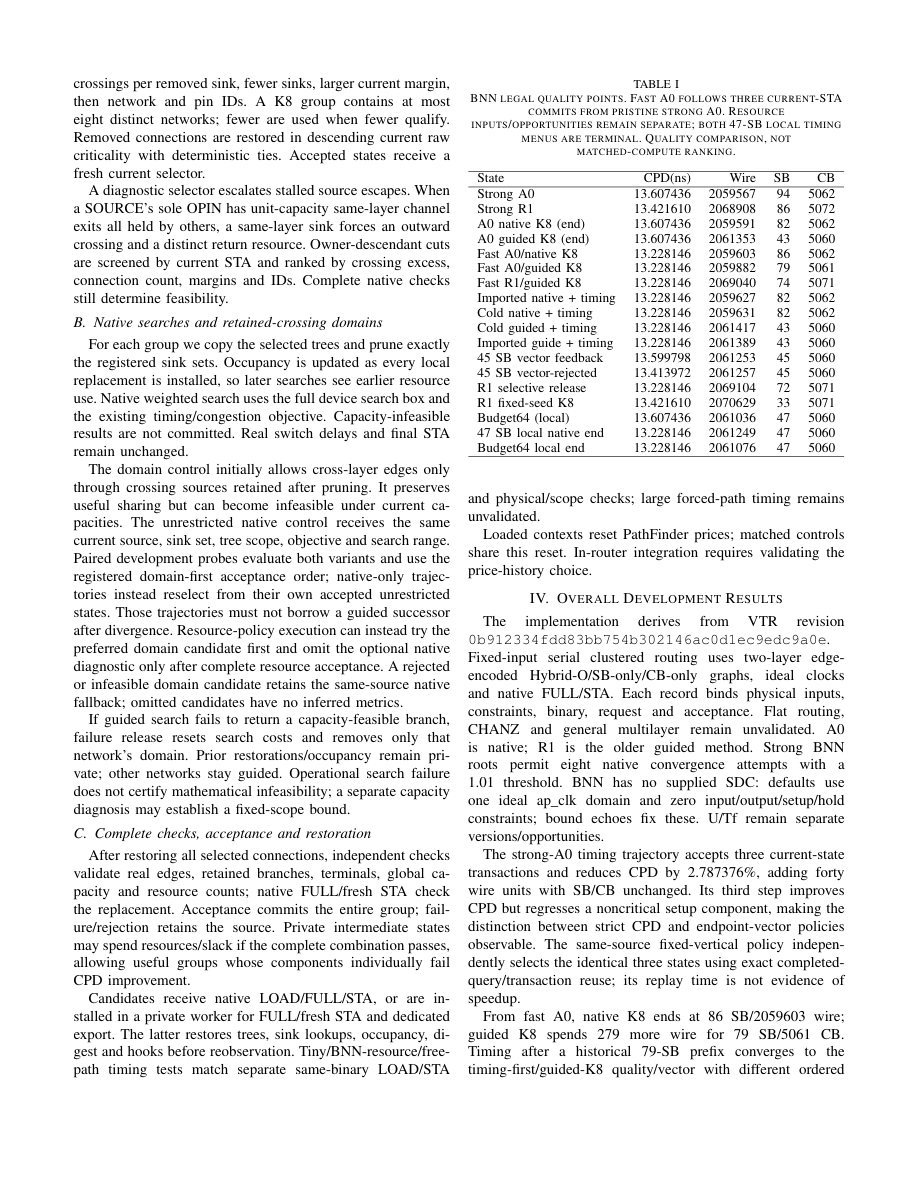 crossings per removed sink, fewer sinks, larger current margin,
then network and pin IDs. A K8 group contains at most
eight distinct networks; fewer are used when fewer qualify.
Removed connections are restored in descending current raw
criticality with deterministic ties. Accepted states receive a
fresh current selector.
A diagnostic selector escalates stalled source escapes. When
a SOURCE's sole OPIN has unit-capacity same-layer channel
exits all held by others, a same-layer sink forces an outward
crossing and a distinct return resource. Owner-descendant cuts
are screened by current STA and ranked by crossing excess,
connection count, margins and IDs. Complete native checks
still determine feasibility.
B. Native searches and retained-crossing domains
For each group we copy the selected trees and prune exactly
the registered sink sets. Occupancy is updated as every local
replacement is installed, so later searches see earlier resource
use. Native weighted search uses the full device search box and
the existing timing/congestion objective. Capacity-infeasible
results are not committed. Real switch delays and final STA
remain unchanged.
The domain control initially allows cross-layer edges only
through crossing sources retained after pruning. It preserves
useful sharing but can become infeasible under current ca-
pacities. The unrestricted native control receives the same
current source, sink set, tree scope, objective and search range.
Paired development probes evaluate both variants and use the
registered domain-first acceptance order; native-only trajec-
tories instead reselect from their own accepted unrestricted
states. Those trajectories must not borrow a guided successor
after divergence. Resource-policy execution can instead try the
preferred domain candidate first and omit the optional native
diagnostic only after complete resource acceptance. A rejected
or infeasible domain candidate retains the same-source native
fallback; omitted candidates have no inferred metrics.
If guided search fails to return a capacity-feasible branch,
failure release resets search costs and removes only that
network's domain. Prior restorations/occupancy remain pri-
vate; other networks stay guided. Operational search failure
does not certify mathematical infeasibility; a separate capacity
diagnosis may establish a fixed-scope bound.
C. Complete checks, acceptance and restoration
After restoring all selected connections, independent checks
validate real edges, retained branches, terminals, global ca-
pacity and resource counts; native FULL/fresh STA check
the replacement. Acceptance commits the entire group; fail-
ure/rejection retains the source. Private intermediate states
may spend resources/slack if the complete combination passes,
allowing useful groups whose components individually fail
CPD improvement.
Candidates receive native LOAD/FULL/STA, or are in-
stalled in a private worker for FULL/fresh STA and dedicated
export. The latter restores trees, sink lookups, occupancy, di-
gest and hooks before reobservation. Tiny/BNN-resource/free-
path timing tests match separate same-binary LOAD/STA
TABLE I
BNN LEGAL QUALITY POINTS. FAST A0 FOLLOWS THREE CURRENT-STA
COMMITS FROM PRISTINE STRONG A0. RESOURCE
INPUTS/OPPORTUNITIES REMAIN SEPARATE; BOTH 47-SB LOCAL TIMING
MENUS ARE TERMINAL. QUALITY COMPARISON, NOT
MATCHED-COMPUTE RANKING.
State CPD(ns) Wire SB CB
Strong A0 13.607436 2059567 94 5062
Strong R1 13.421610 2068908 86 5072
A0 native K8 (end) 13.607436 2059591 82 5062
A0 guided K8 (end) 13.607436 2061353 43 5060
Fast A0/native K8 13.228146 2059603 86 5062
Fast A0/guided K8 13.228146 2059882 79 5061
Fast R1/guided K8 13.228146 2069040 74 5071
Imported native + timing 13.228146 2059627 82 5062
Cold native + timing 13.228146 2059631 82 5062
Cold guided + timing 13.228146 2061417 43 5060
Imported guide + timing 13.228146 2061389 43 5060
45 SB vector feedback 13.599798 2061253 45 5060
45 SB vector-rejected 13.413972 2061257 45 5060
R1 selective release 13.228146 2069104 72 5071
R1 fixed-seed K8 13.421610 2070629 33 5071
Budget64 (local) 13.607436 2061036 47 5060
47 SB local native end 13.228146 2061249 47 5060
Budget64 local end 13.228146 2061076 47 5060
and physical/scope checks; large forced-path timing remains
unvalidated.
Loaded contexts reset PathFinder prices; matched controls
share this reset. In-router integration requires validating the
price-history choice.
IV. OVERALL DEVELOPMENT RESULTS
The implementation derives from VTR revision
0b912334fdd83bb754b302146ac0d1ec9edc9a0e.
Fixed-input serial clustered routing uses two-layer edge-
encoded Hybrid-O/SB-only/CB-only graphs, ideal clocks
and native FULL/STA. Each record binds physical inputs,
constraints, binary, request and acceptance. Flat routing,
CHANZ and general multilayer remain unvalidated. A0
is native; R1 is the older guided method. Strong BNN
roots permit eight native convergence attempts with a
1.01 threshold. BNN has no supplied SDC: defaults use
one ideal ap_clk domain and zero input/output/setup/hold
constraints; bound echoes fix these. U/Tf remain separate
versions/opportunities.
The strong-A0 timing trajectory accepts three current-state
transactions and reduces CPD by 2.787376%, adding forty
wire units with SB/CB unchanged. Its third step improves
CPD but regresses a noncritical setup component, making the
distinction between strict CPD and endpoint-vector policies
observable. The same-source fixed-vertical policy indepen-
dently selects the identical three states using exact completed-
query/transaction reuse; its replay time is not evidence of
speedup.
From fast A0, native K8 ends at 86 SB/2059603 wire;
guided K8 spends 279 more wire for 79 SB/5061 CB.
Timing after a historical 79-SB prefix converges to the
timing-first/guided-K8 quality/vector with different ordered